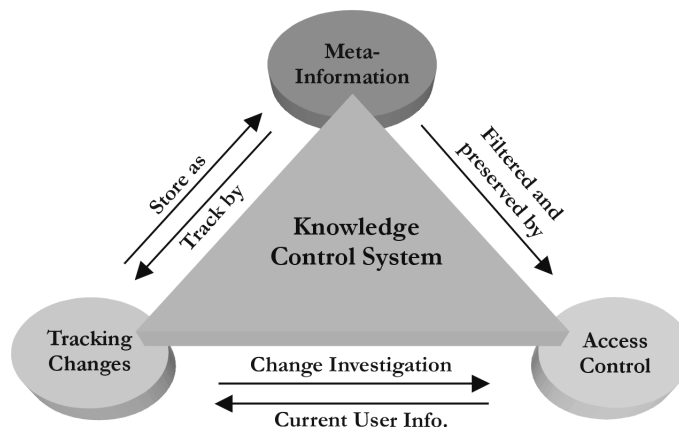 Meta-
Information
Store as
Track by
Filtered and
preserved by
Knowledge
Control System
Tracking
Changes
Access
Control
Change Investigation
Current User Info.